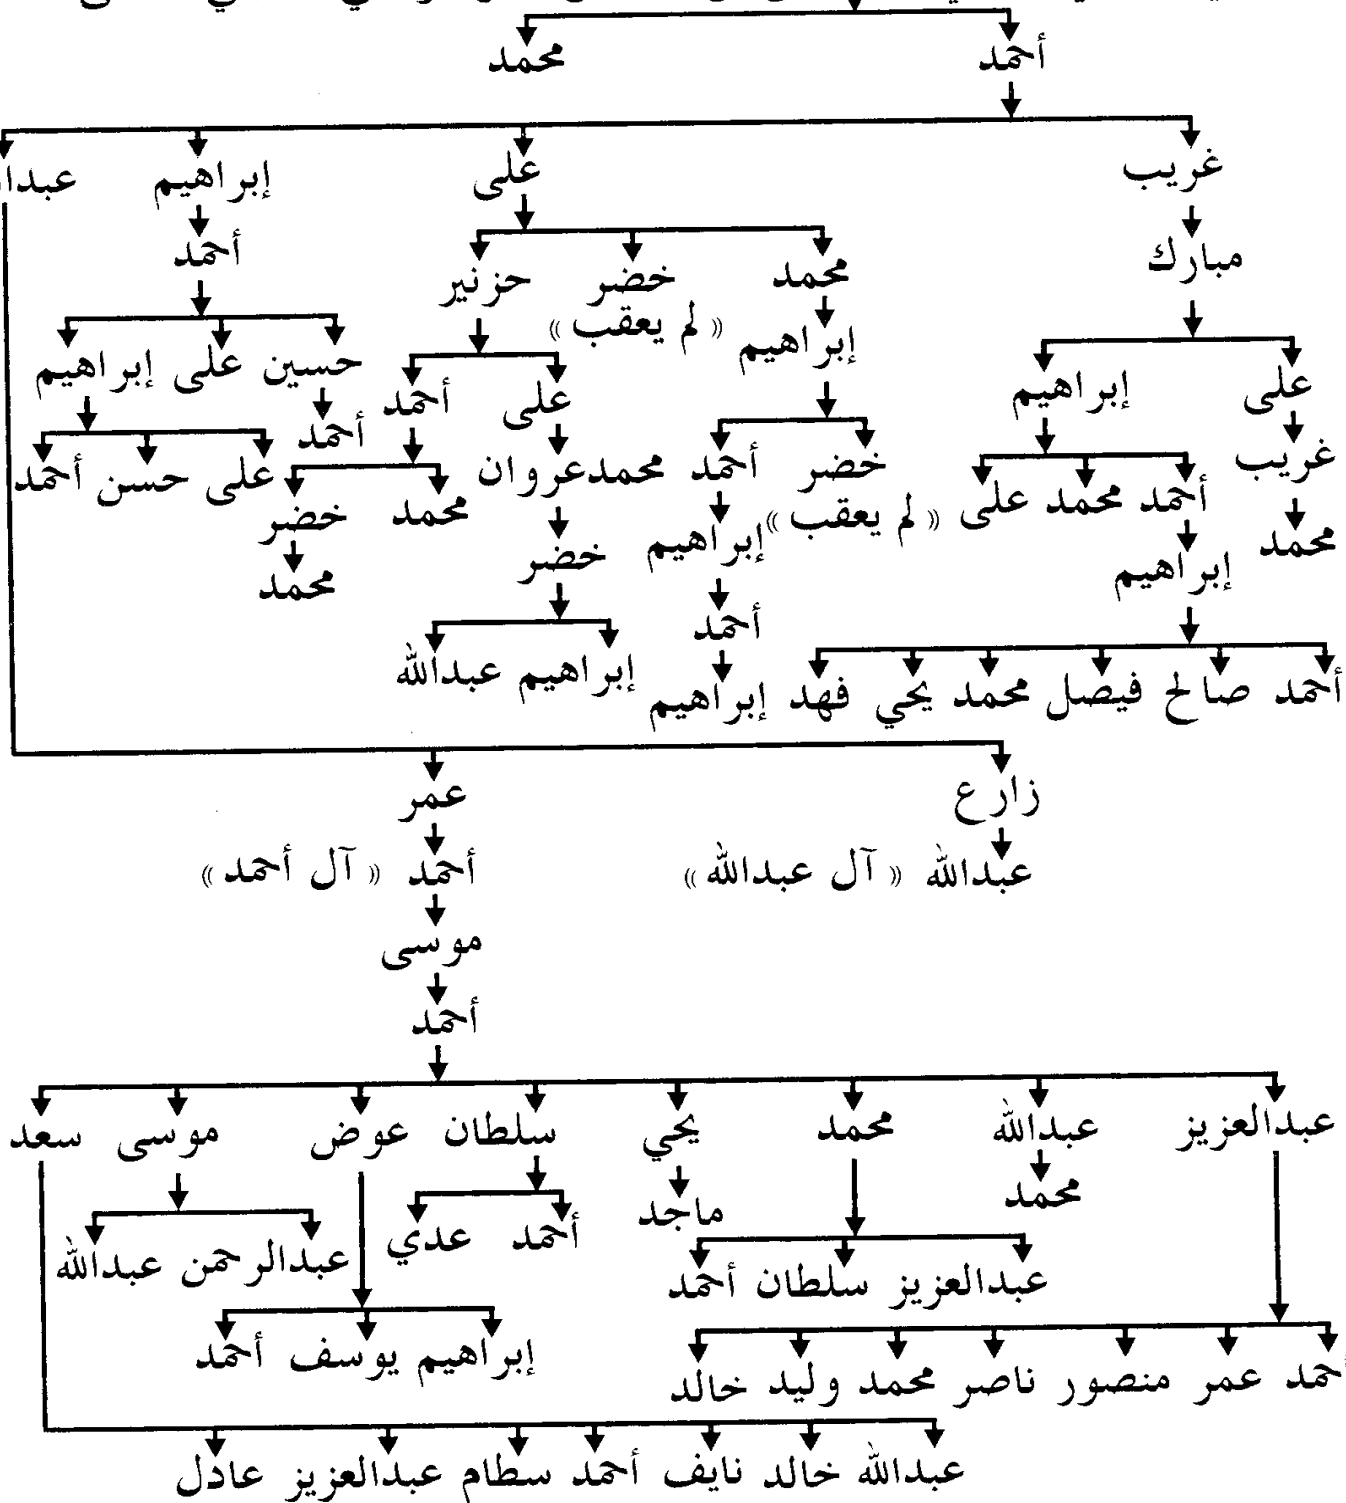 أحمد محمد
غريب على إبراهيم
مبارك أحمد
محمد خضر حزنير
« لم يعقب »
على إبراهيم إبراهيم على أحمد حسين على إبراهيم
غريب أحمد محمد على خضر أحمد محمد عروان أحمد على حسن أحمد
« لم يعقب »
محمد إبراهيم إبراهيم خضر محمد خضر
أحمد محمد
أحمد صالح فيصل محمد يحي فهد إبراهيم إبراهيم عبدالله
زارع عمر
عبدالله « آل عبدالله » أحمد « آل أحمد »
موسى
أحمد
عبدالعزيز عبدالله محمد يحي سلطان عوض موسى سعد
محمد ماجد أحمد عدي
عبدالعزيز سلطان أحمد عبدالرحمن عبدالله
إبراهيم يوسف أحمد
أحمد عمر منصور ناصر محمد وليد خالد
عبدالله خالد نايف أحمد سطام عبدالعزيز عادل